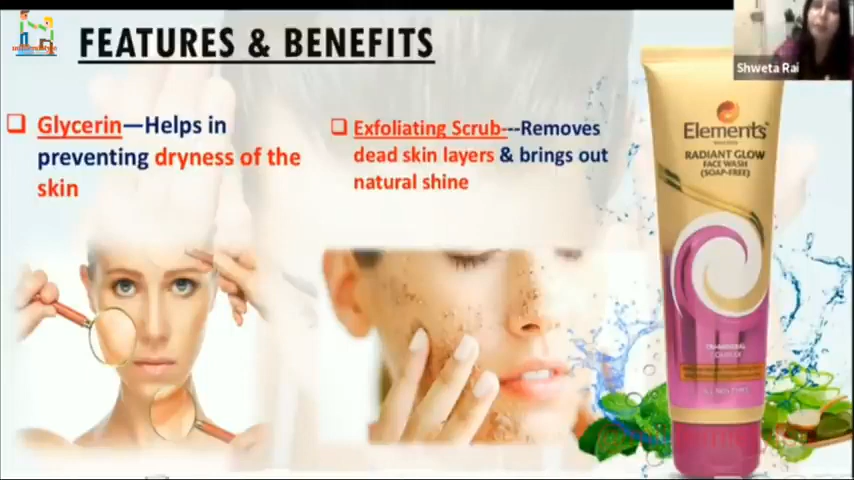 FEATURES & BENEFITS
Shweta Rai
Glycerin—Helps in
preventing dryness of the
skin
Exfoliating Scrub---Removes
dead skin layers & brings out
natural shine
Elements
RADIANT GLOW
FACE WASH
(SOAP-FREE)